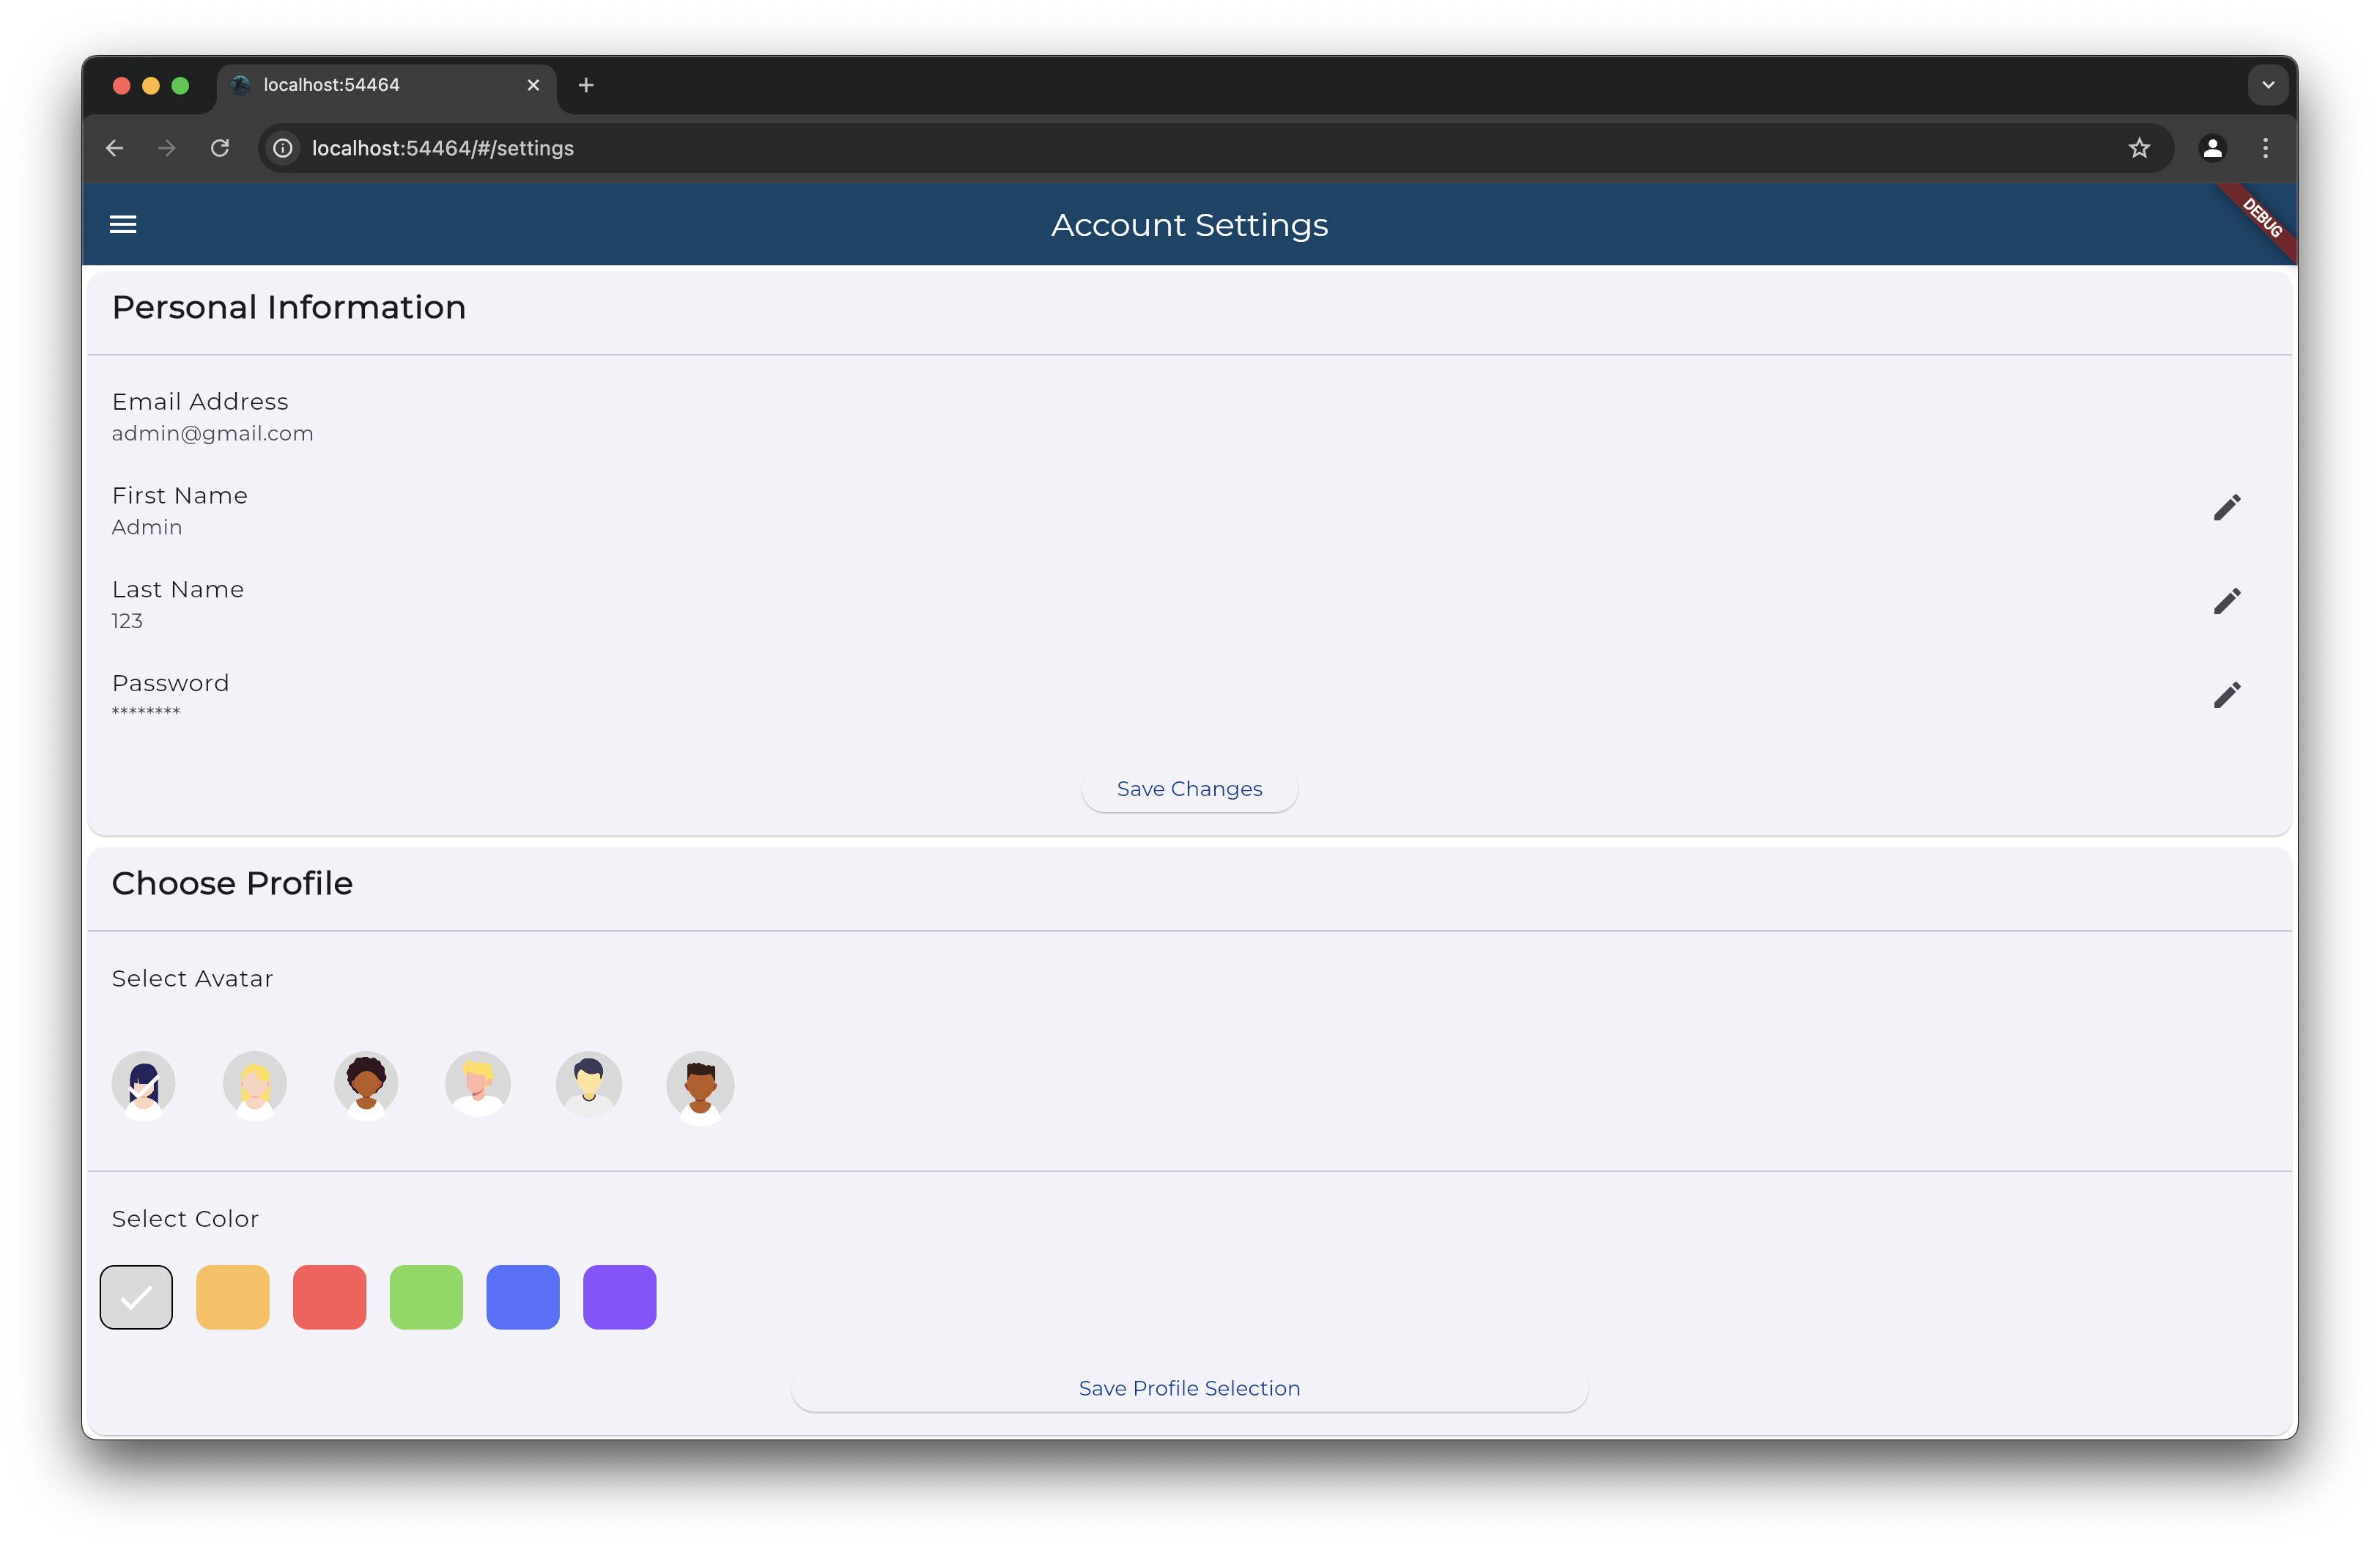 localhost:54464
localhost:54464/#/settings
Account Settings
DEBUG
Personal Information
Email Address
admin@gmail.com
First Name
Admin
Last Name
123
Password
********
Save Changes
Choose Profile
Select Avatar
Select Color
Save Profile Selection